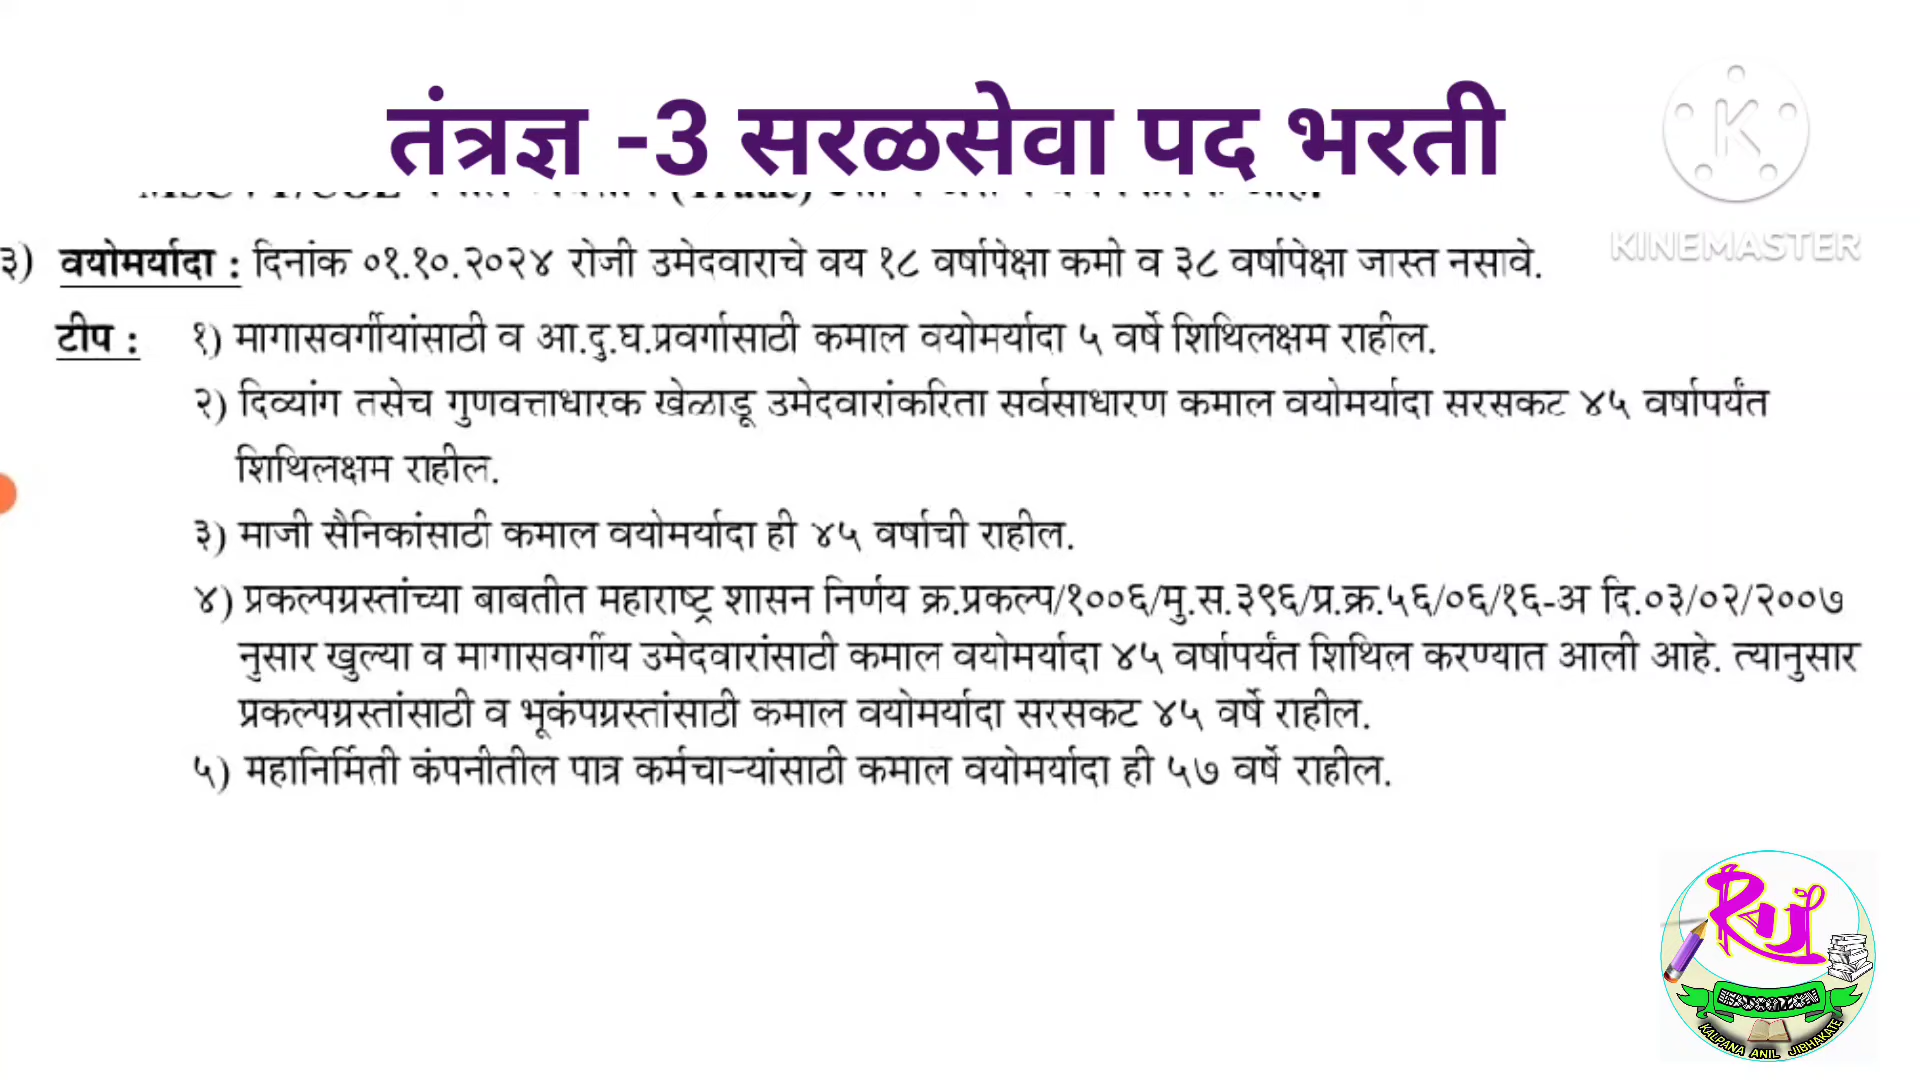 तंत्रज्ञ -3 सरळसेवा पद भरती
KINEMASTER
३) वयोमर्यादा : दिनांक ०१.१०.२०२४ रोजी उमेदवाराचे वय १८ वर्षापेक्षा कमी व ३८ वर्षापेक्षा जास्त नसावे.
टीप : १) मागासवर्गीयांसाठी व आ.दु.घ.प्रवर्गासाठी कमाल वयोमर्यादा ५ वर्षे शिथिलक्षम राहील.
२) दिव्यांग तसेच गुणवत्ताधारक खेळाडू उमेदवारांकरिता सर्वसाधारण कमाल वयोमर्यादा सरसकट ४५ वर्षापर्यंत
शिथिलक्षम राहील.
३) माजी सैनिकांसाठी कमाल वयोमर्यादा ही ४५ वर्षाची राहील.
४) प्रकल्पग्रस्तांच्या बाबतीत महाराष्ट्र शासन निर्णय क्र.प्रकल्प/१००६/मु.स.३९६/प्र.क्र.५६/०६/१६-अ दि.०३/०२/२००७
नुसार खुल्या व मागासवर्गीय उमेदवारांसाठी कमाल वयोमर्यादा ४५ वर्षापर्यंत शिथिल करण्यात आली आहे. त्यानुसार
प्रकल्पग्रस्तांसाठी व भूकंपग्रस्तांसाठी कमाल वयोमर्यादा सरसकट ४५ वर्षे राहील.
५) महानिर्मिती कंपनीतील पात्र कर्मचाऱ्यांसाठी कमाल वयोमर्यादा ही ५७ वर्षे राहील.
EDUCATION
KALPANA ANIL JIBHAKATE